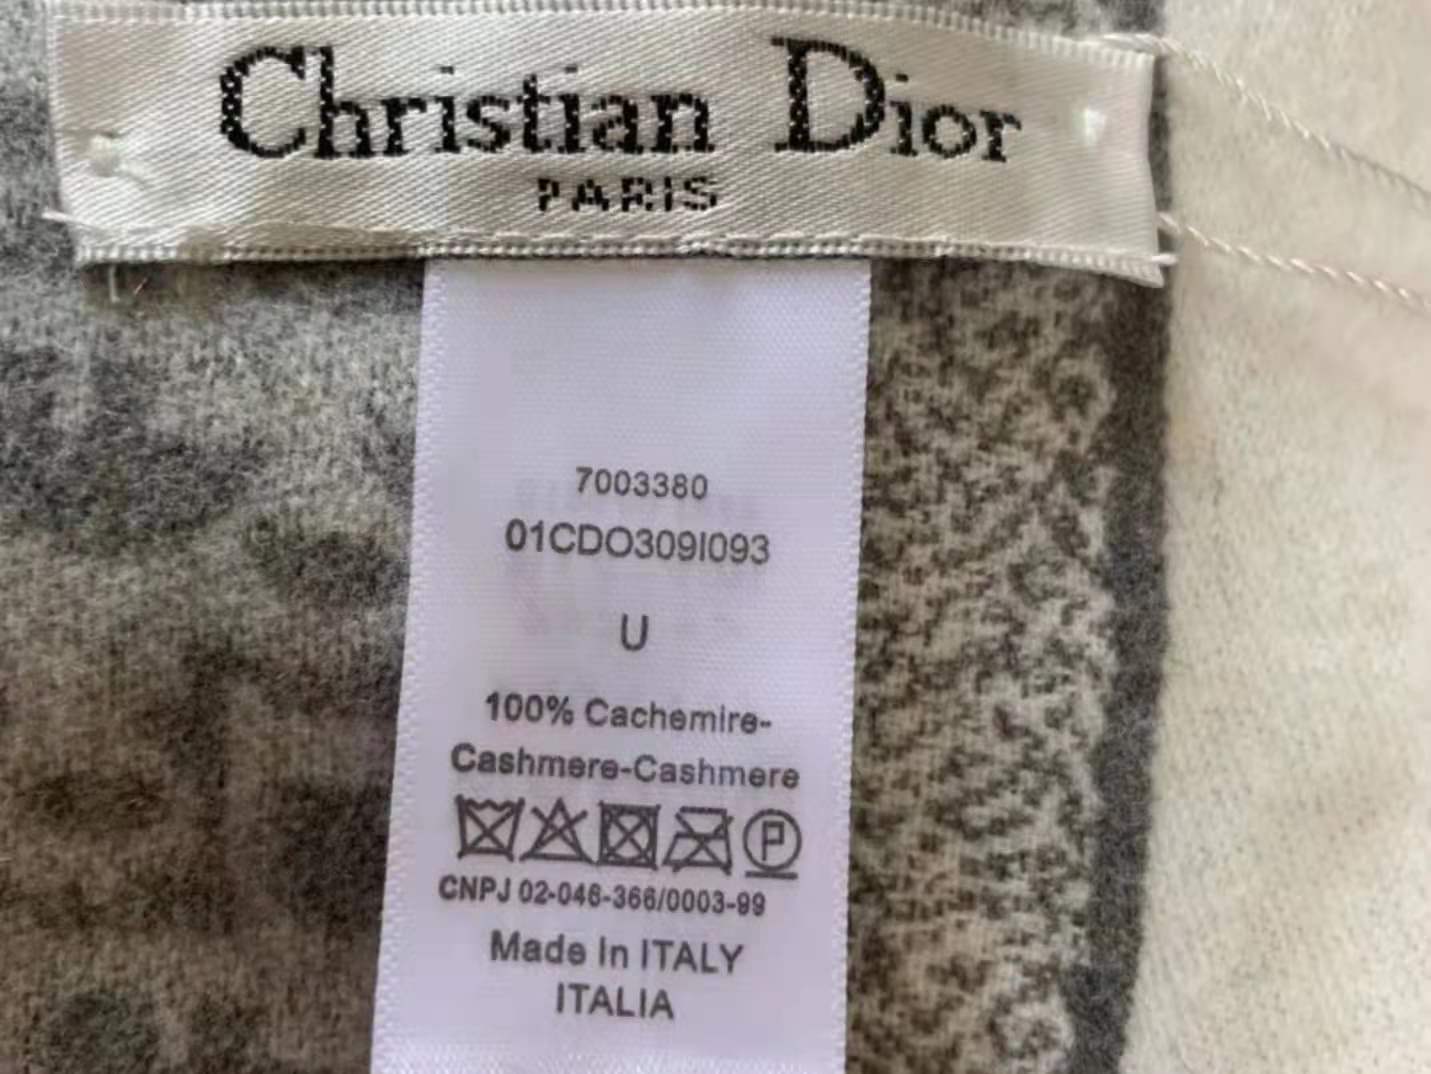 Christian Dior
PARIS
7003380
01CDO309I093
U
100% Cachemire-
Cashmere-Cashmere
P
CNPJ 02-046-366/0003-99
Made In ITALY
ITALIA